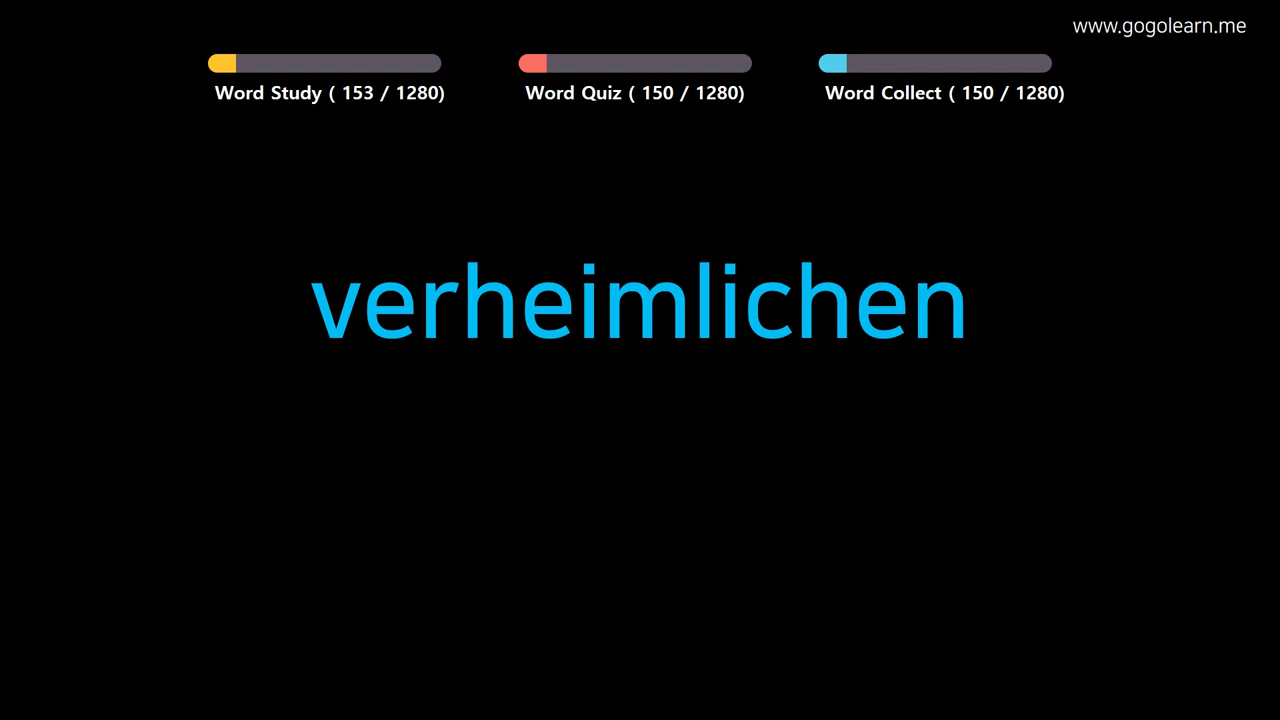 www.gogolearn.me
Word Study ( 153 / 1280)
Word Quiz ( 150 / 1280)
Word Collect ( 150 / 1280)
verheimlichen